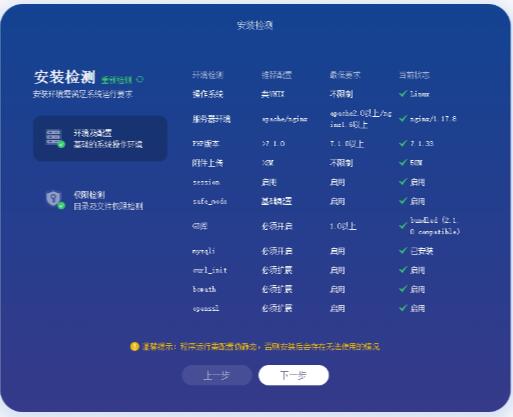 安装检测
安装检测 重新检测
安装环境需满足系统运行要求
环境及配置
基础的系统操作环境
权限检测
目录及文件权限检测
环境检测 推荐配置 最低要求 当前状态
操作系统 类UNIX 不限制 Linux
服务器环境 apache/nginx apache2.0以上/nginx1.6以上 nginx/1.17.8
PHP版本 >7.1.0 7.1.0以上 7.1.33
附件上传 >2M 不限制 50M
session 启用 启用 启用
safe_mode 基础配置 启用 启用
GD库 必须开启 1.0以上 bundled (2.1.0 compatible)
mysqli 必须开启 启用 已安装
curl_init 必须扩展 启用 启用
bcmath 必须扩展 启用 启用
openssl 必须扩展 启用 启用
温馨提示：程序运行需配置伪静态，否则安装后会存在无法使用的情况
上一步 下一步